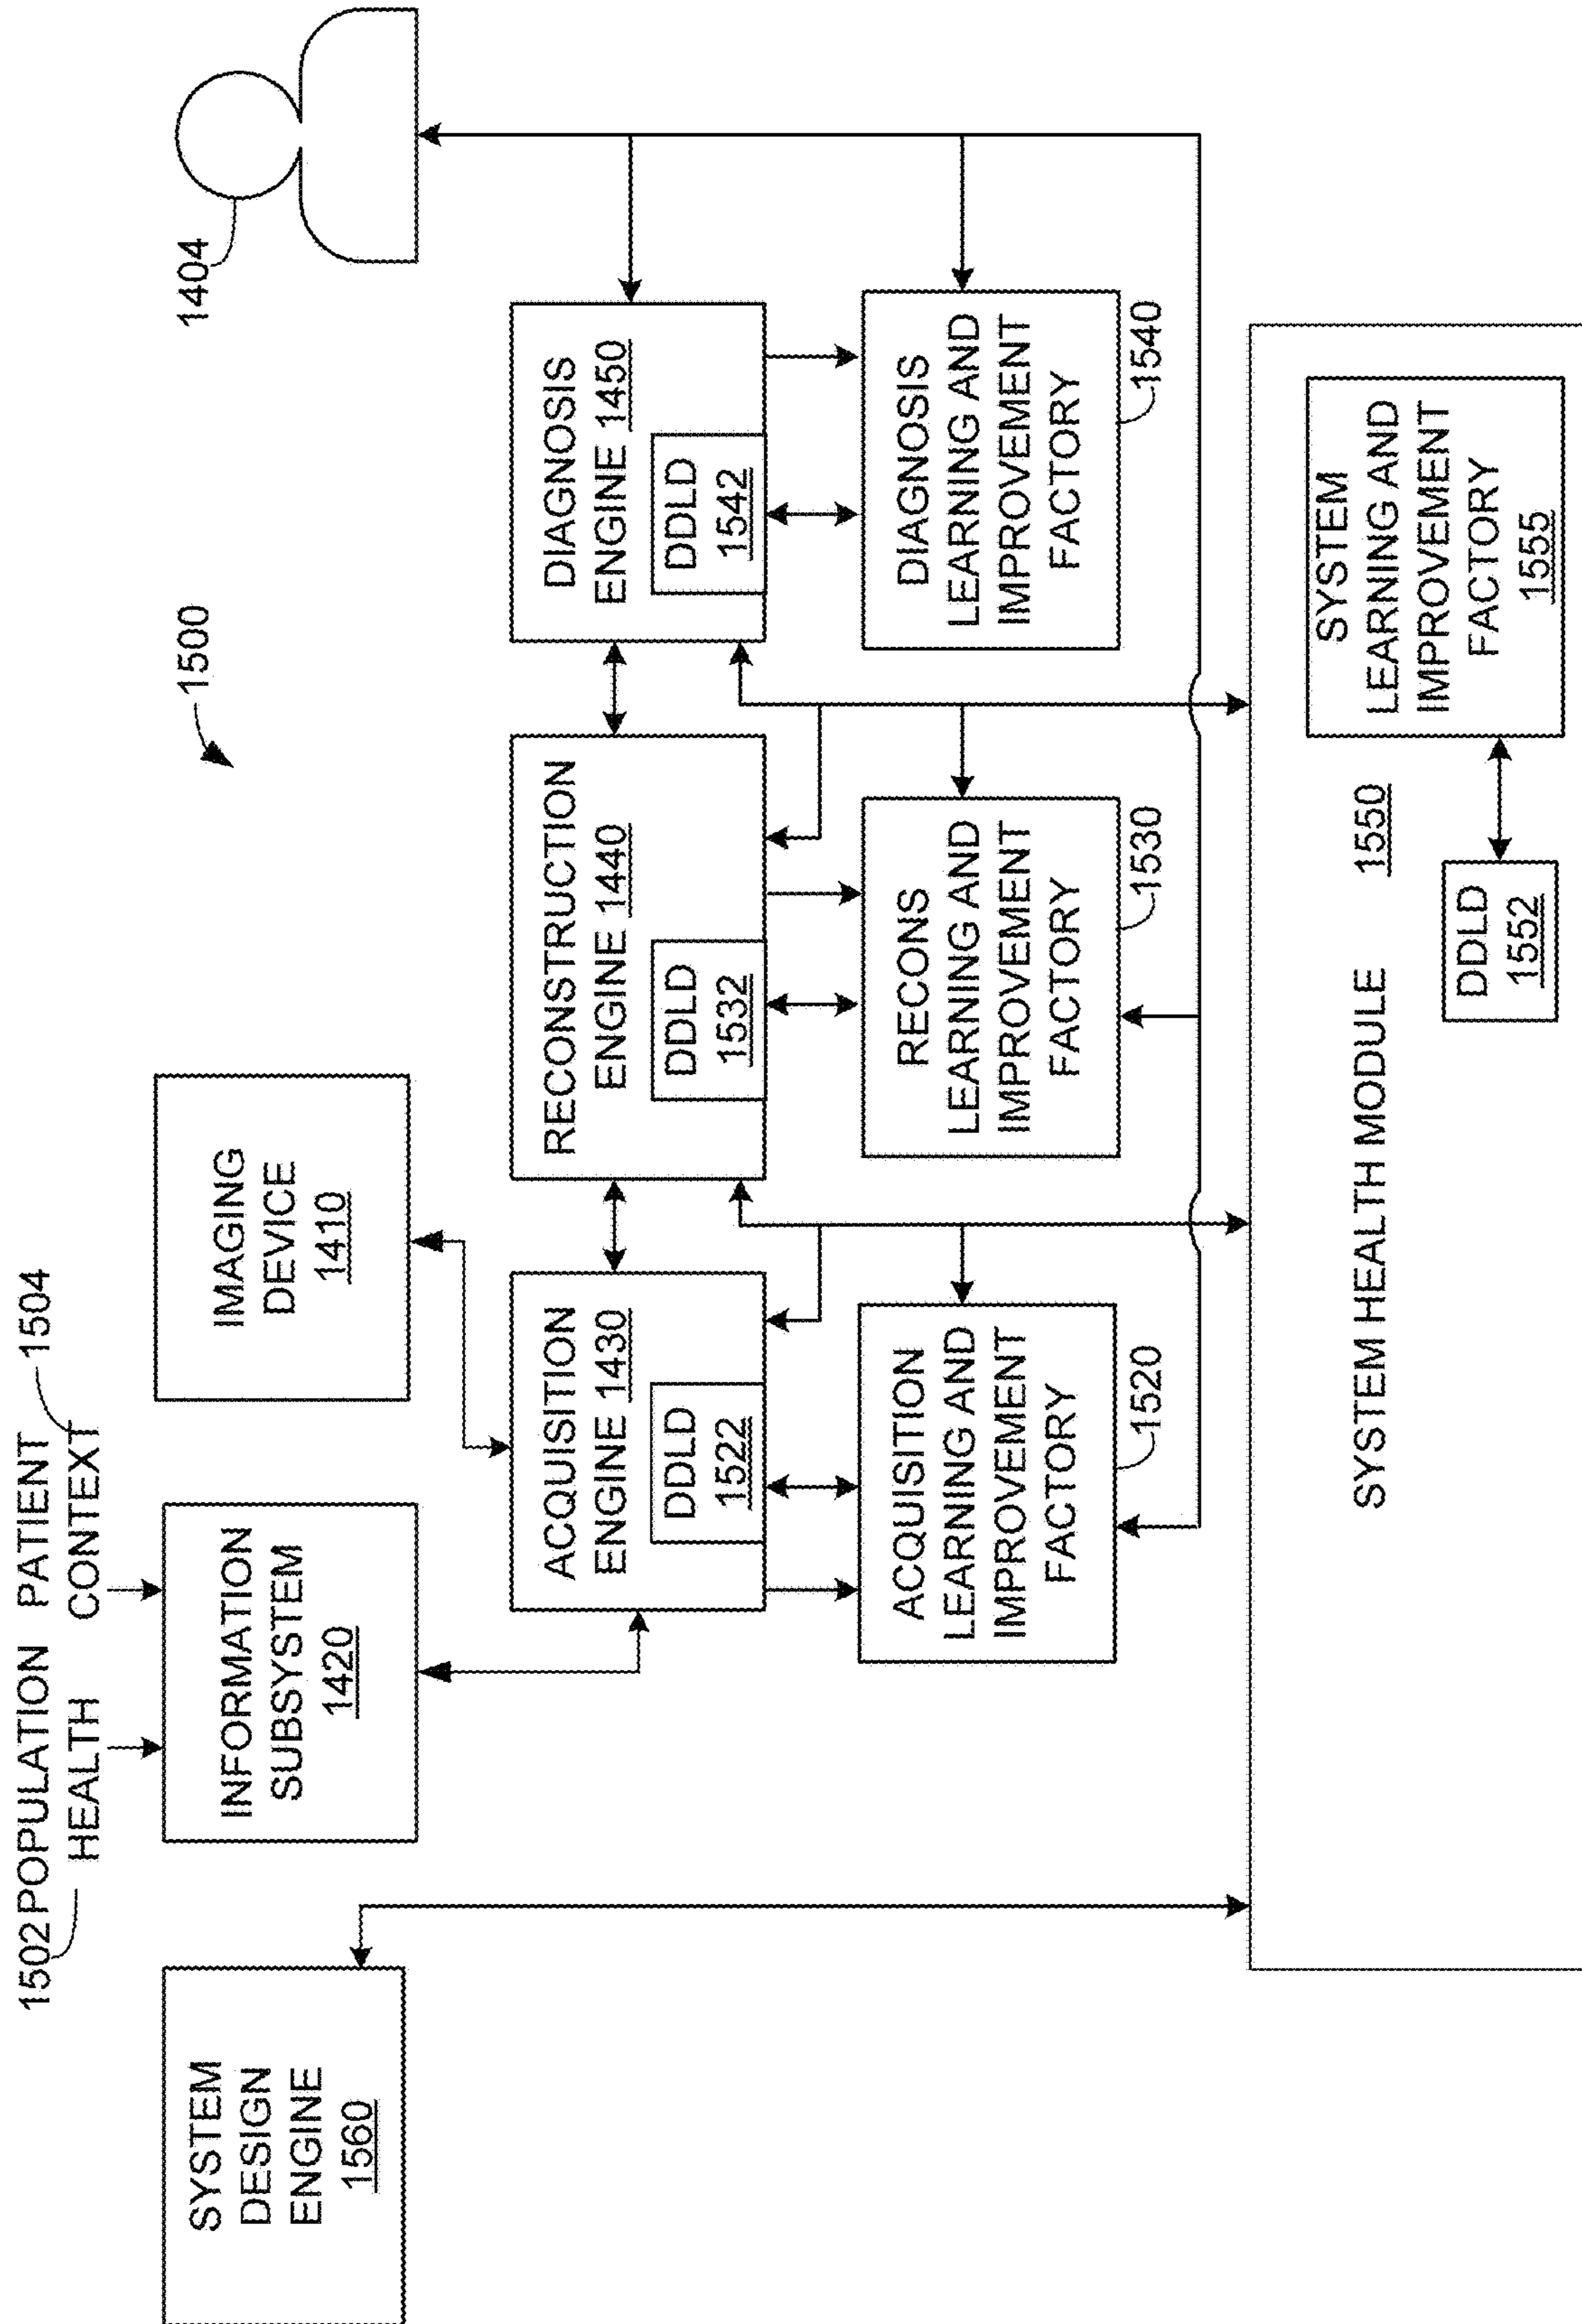 1502 POPULATION PATIENT 1504
HEALTH CONTEXT
SYSTEM
DESIGN
ENGINE
1560
INFORMATION
SUBSYSTEM
1420
IMAGING
DEVICE
1410
1500
1404
ACQUISITION
ENGINE 1430
DDLD
1522
RECONSTRUCTION
ENGINE 1440
DDLD
1532
DIAGNOSIS
ENGINE 1450
DDLD
1542
ACQUISITION
LEARNING AND
IMPROVEMENT
FACTORY
1520
RECONS
LEARNING AND
IMPROVEMENT
FACTORY
1530
DIAGNOSIS
LEARNING AND
IMPROVEMENT
FACTORY
1540
SYSTEM HEALTH MODULE 1550
DDLD
1552
SYSTEM
LEARNING AND
IMPROVEMENT
FACTORY
1555